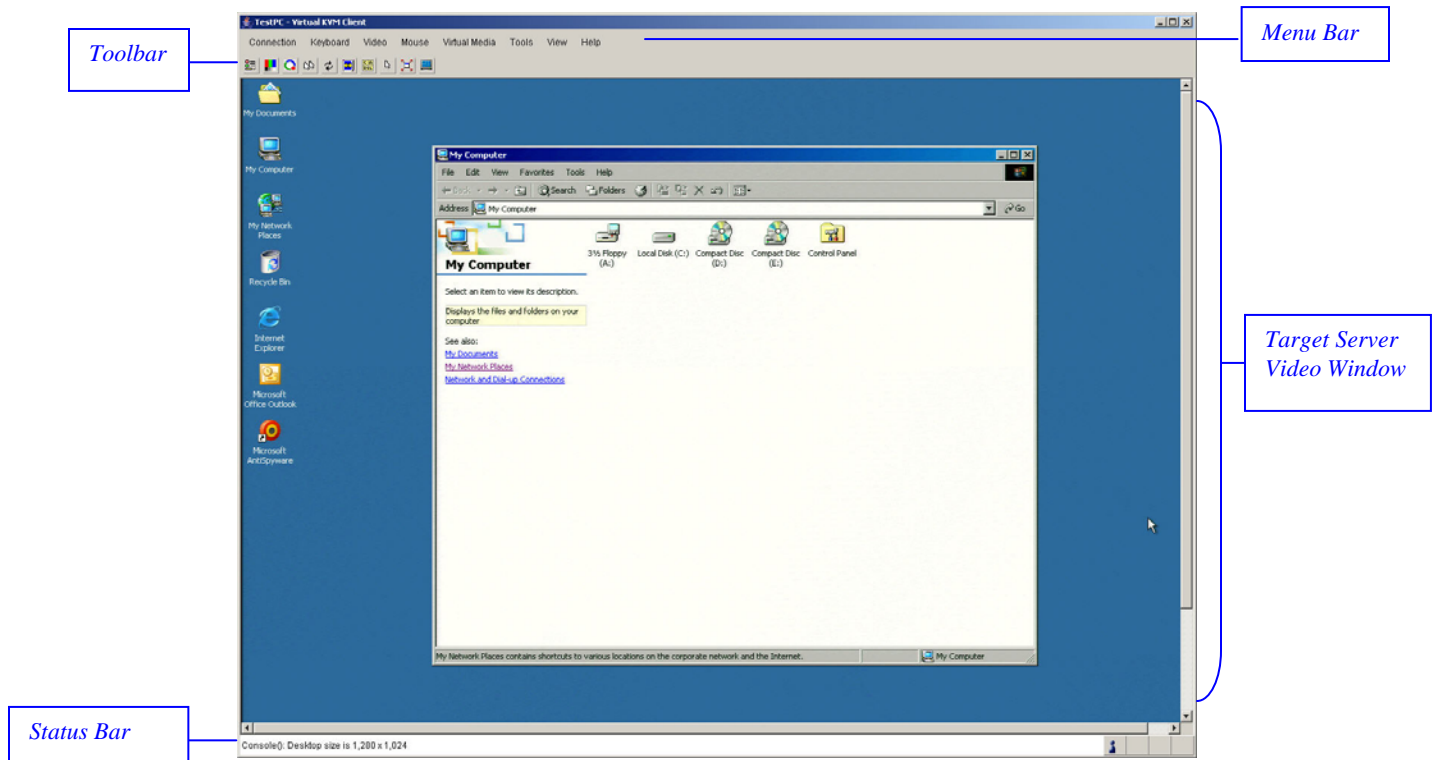 TestPC - Virtual KVM Client
Connection Keyboard Video Mouse Virtual Media Tools View Help
Toolbar
Menu Bar
My Documents
My Computer
My Network
Places
Recycle Bin
Internet
Explorer
Microsoft
Office Outlook
Microsoft
AntiSpyware
My Computer
File Edit View Favorites Tools Help
Back Search Folders
Address My Computer Go
My Computer
Select an item to view its description.
Displays the files and folders on your
computer
See also:
My Documents
My Network Places
Network and Dial-up Connections
3½ Floppy
(A:)
Local Disk (C:)
Compact Disc
(D:)
Compact Disc
(E:)
Control Panel
My Network Places contains shortcuts to various locations on the corporate network and the Internet.
My Computer
Target Server
Video Window
Status Bar
Console(): Desktop size is 1,280 x 1,024